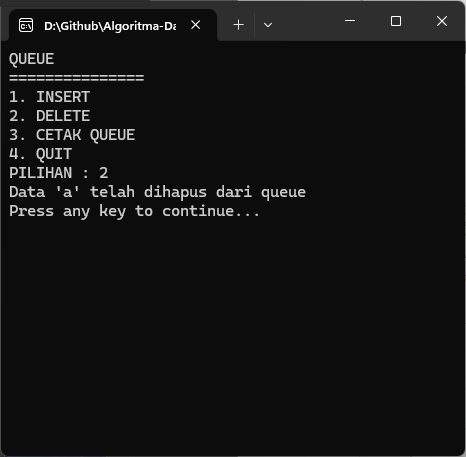 D:\Github\Algoritma-Da
QUEUE
===============
1. INSERT
2. DELETE
3. CETAK QUEUE
4. QUIT
PILIHAN : 2
Data 'a' telah dihapus dari queue
Press any key to continue...